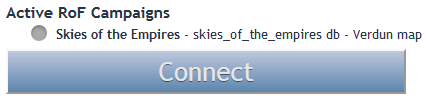 Active RoF Campaigns
Skies of the Empires - skies_of_the_empires db - Verdun map
Connect